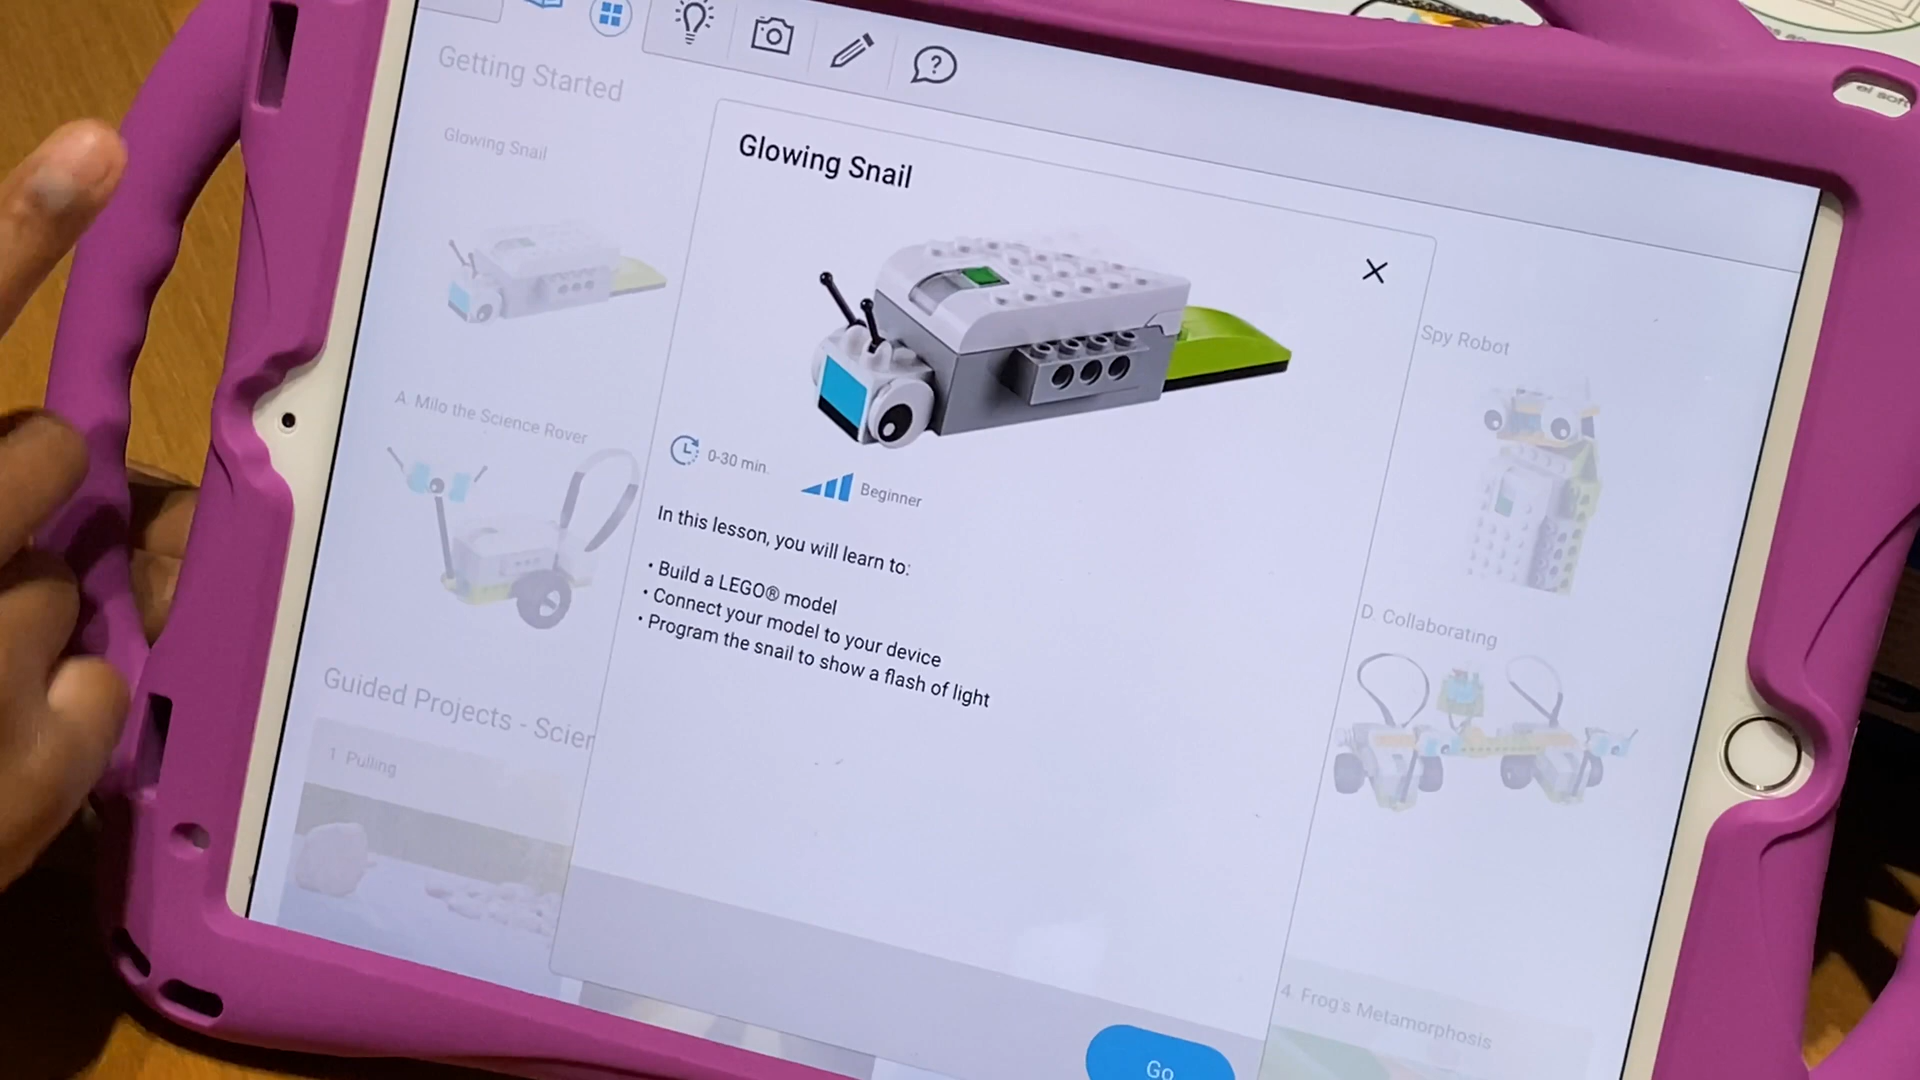 Getting Started
Glowing Snail
Glowing Snail
A. Milo the Science Rover
Spy Robot
0-30 min.
Beginner
In this lesson, you will learn to:
• Build a LEGO® model
• Connect your model to your device
• Program the snail to show a flash of light
D. Collaborating
Guided Projects - Scien
1. Pulling
4. Frog's Metamorphosis
Go
el soft